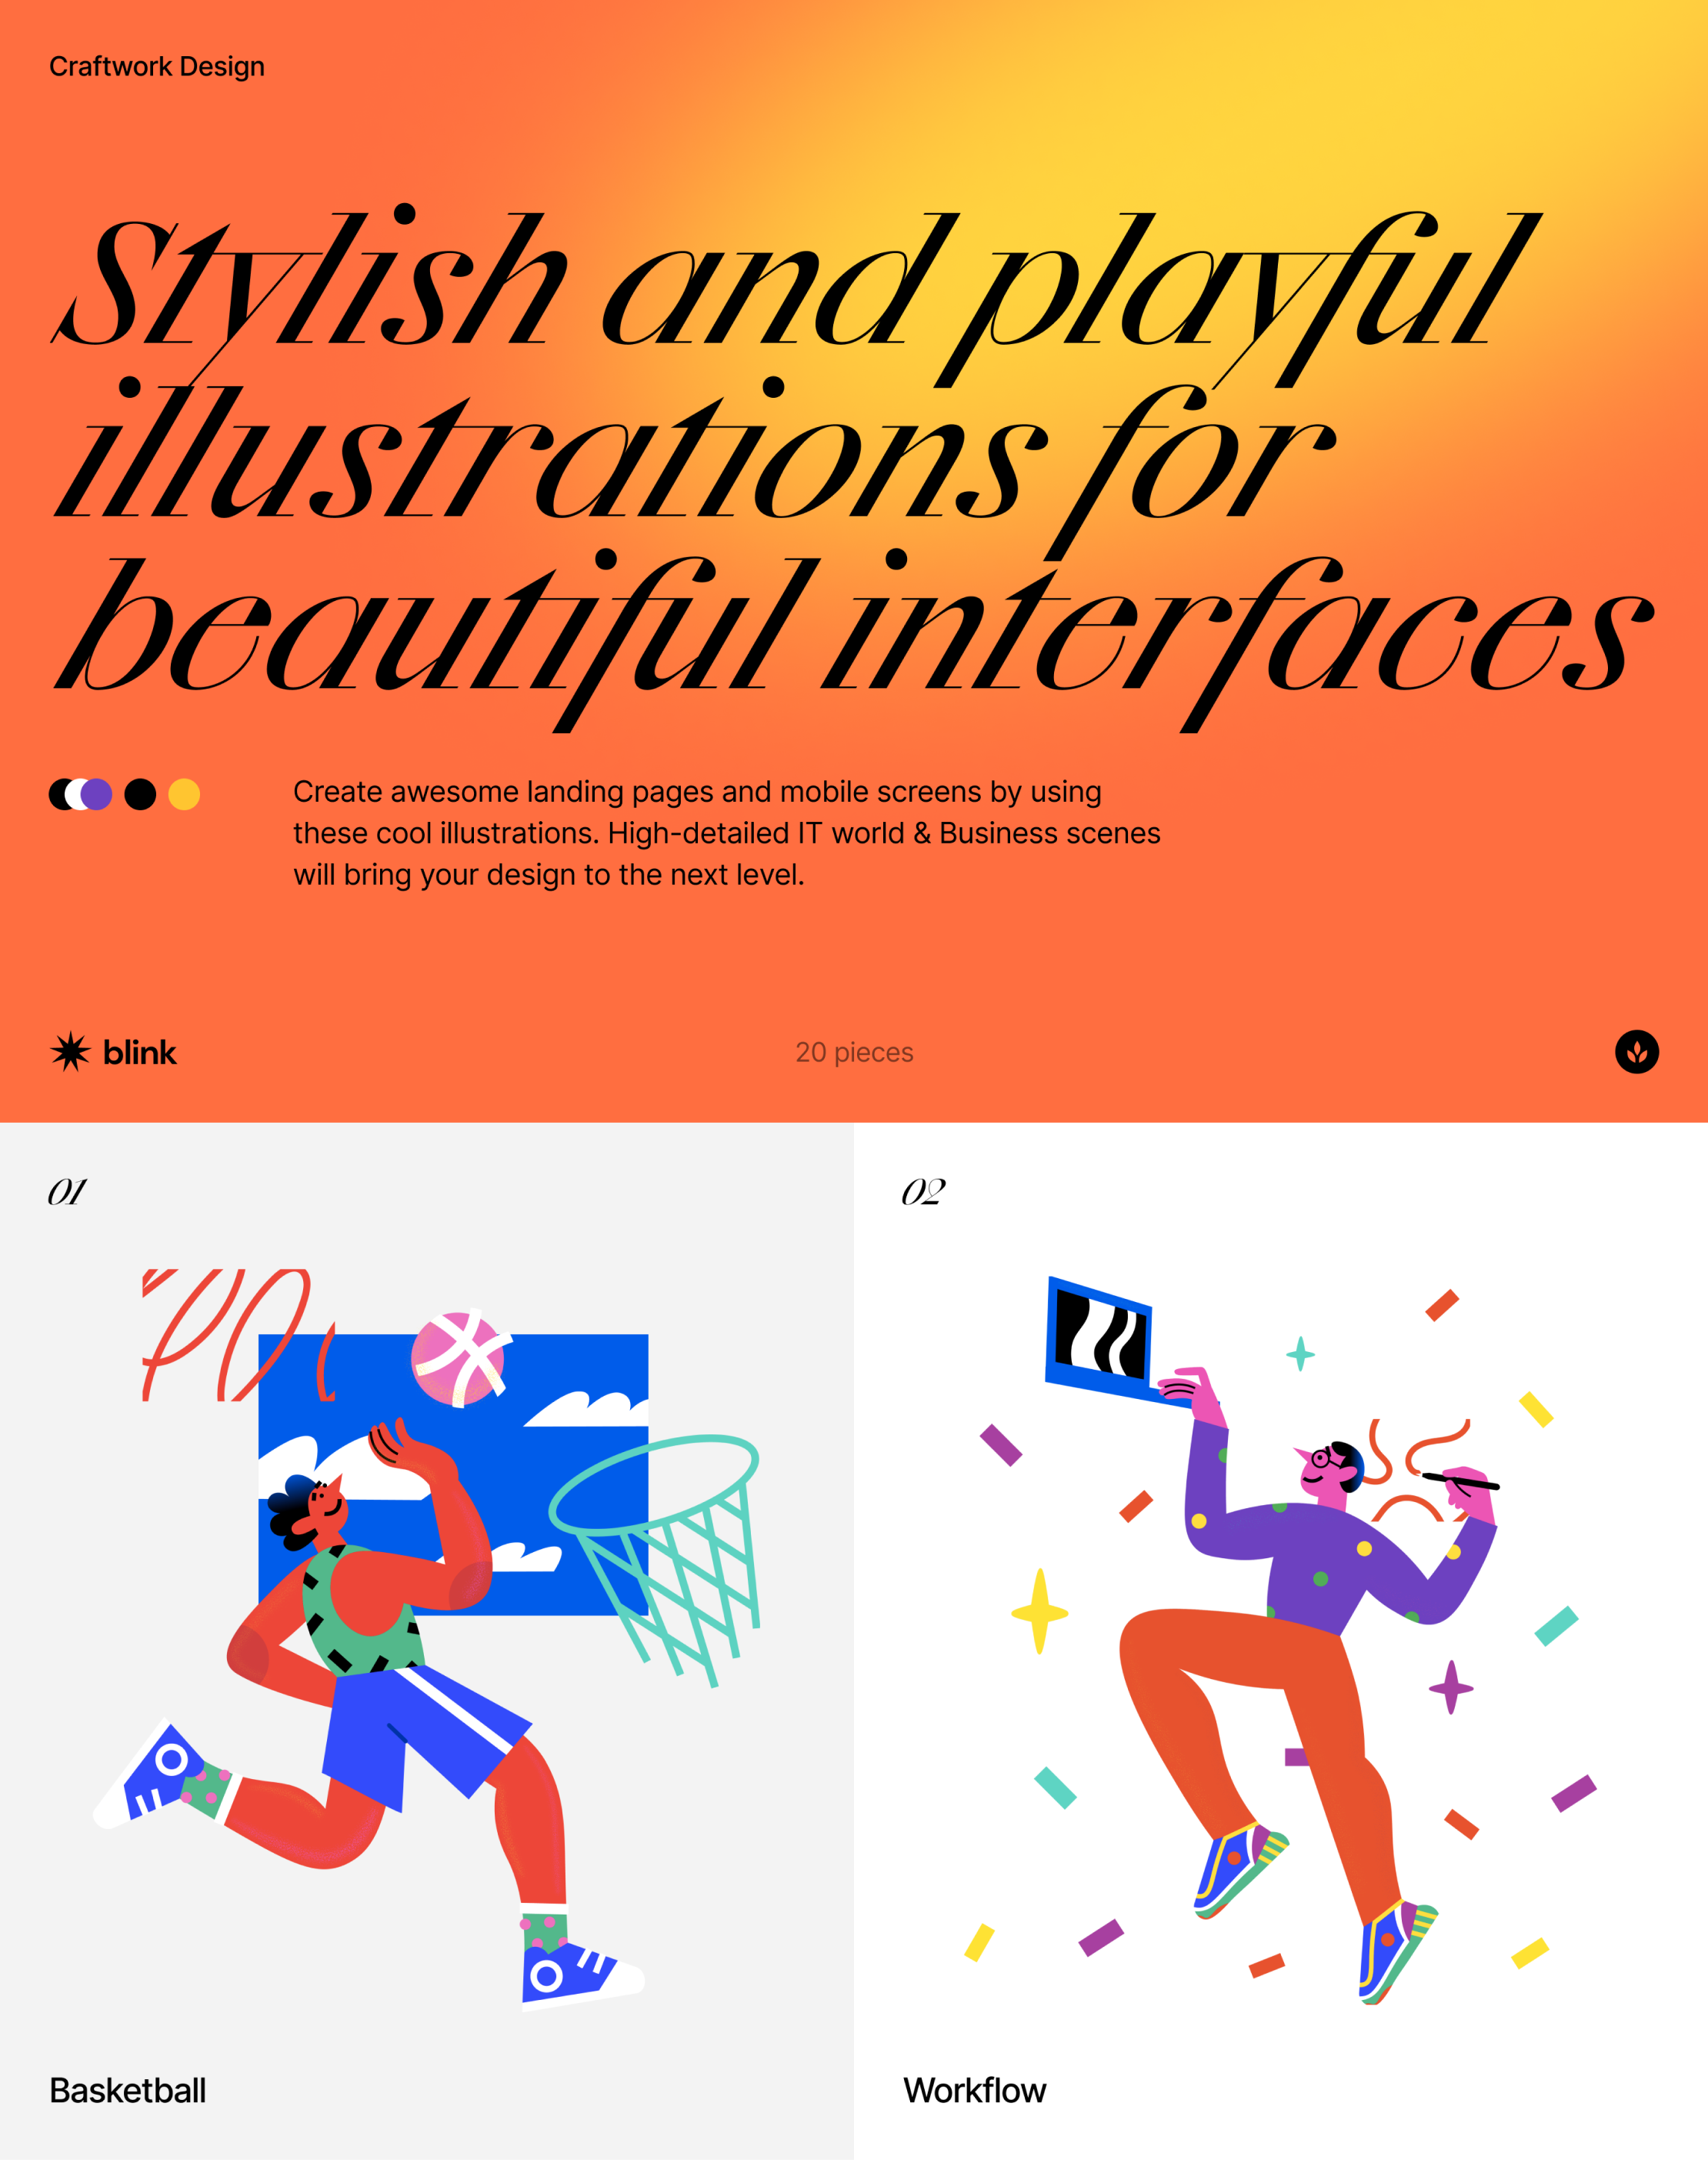 Craftwork Design
Stylish and playful
illustrations for
beautiful interfaces
Create awesome landing pages and mobile screens by using
these cool illustrations. High-detailed IT world & Business scenes
will bring your design to the next level.
blink
20 pieces
01
02
Basketball
Workflow